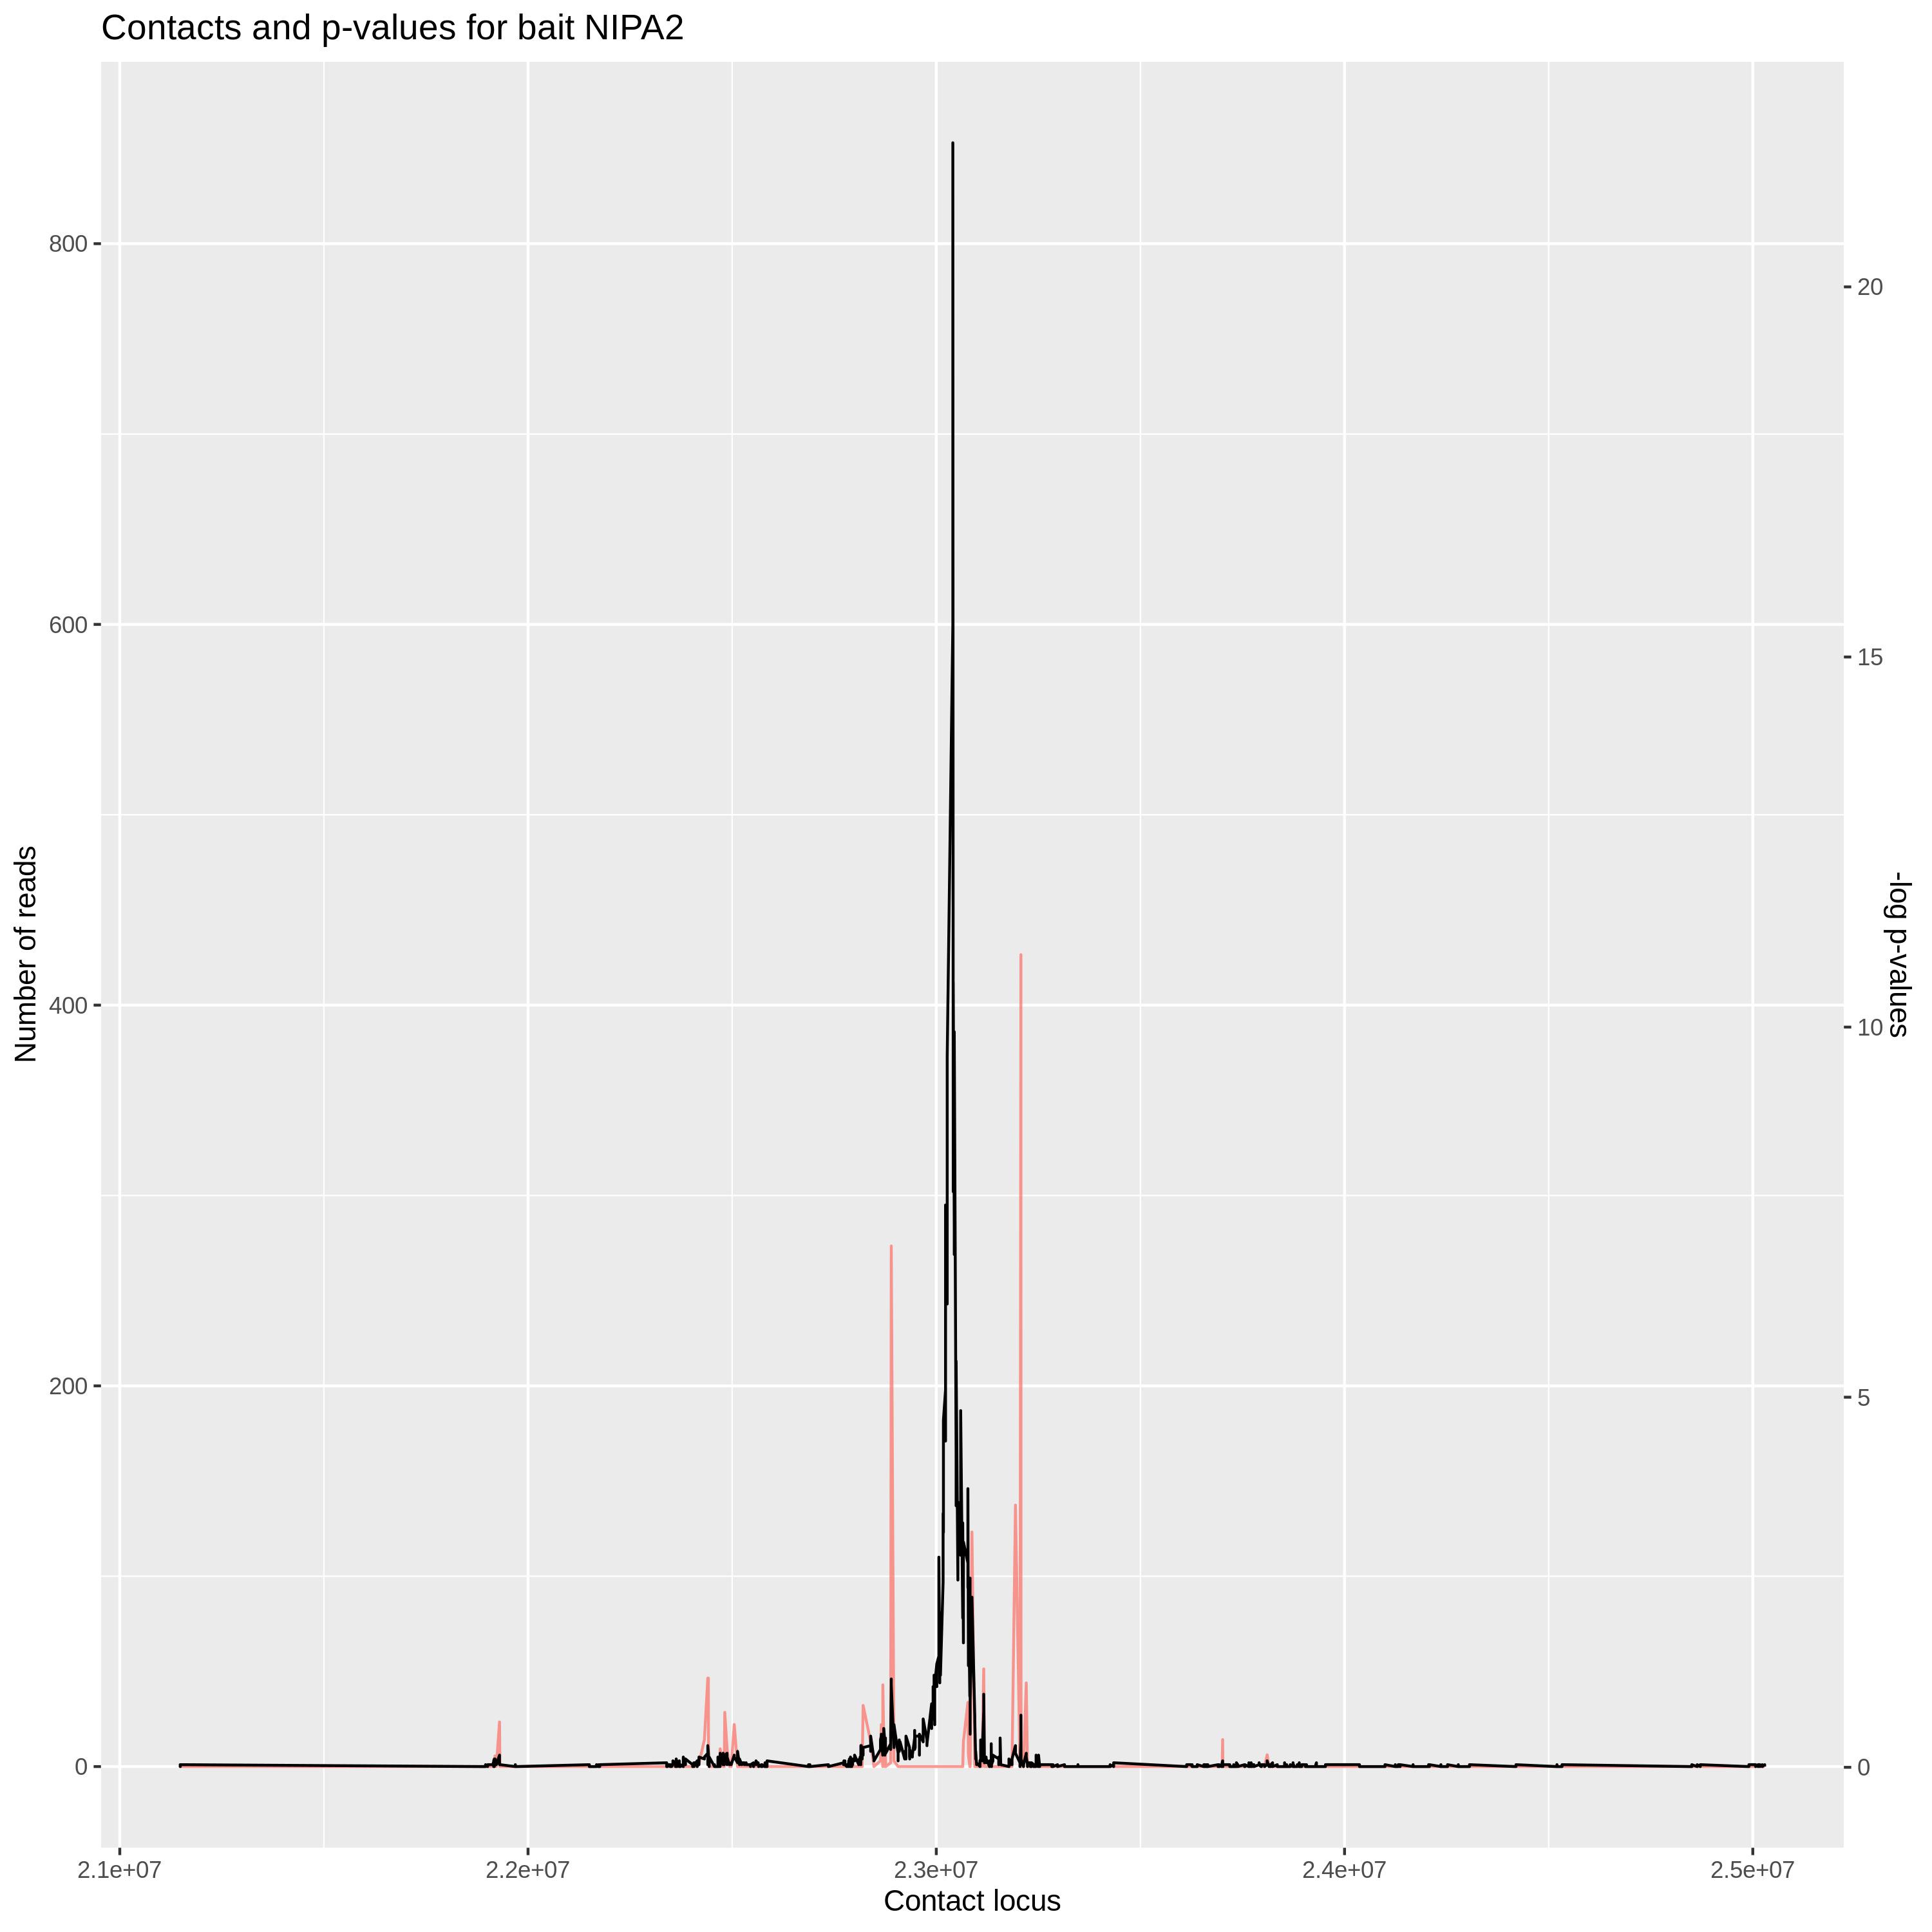 Contacts and p-values for bait NIPA2
800
600
400
200
0
Number of reads
20
15
10
5
0
-log p-values
2.1e+07 2.2e+07 2.3e+07 2.4e+07 2.5e+07
Contact locus